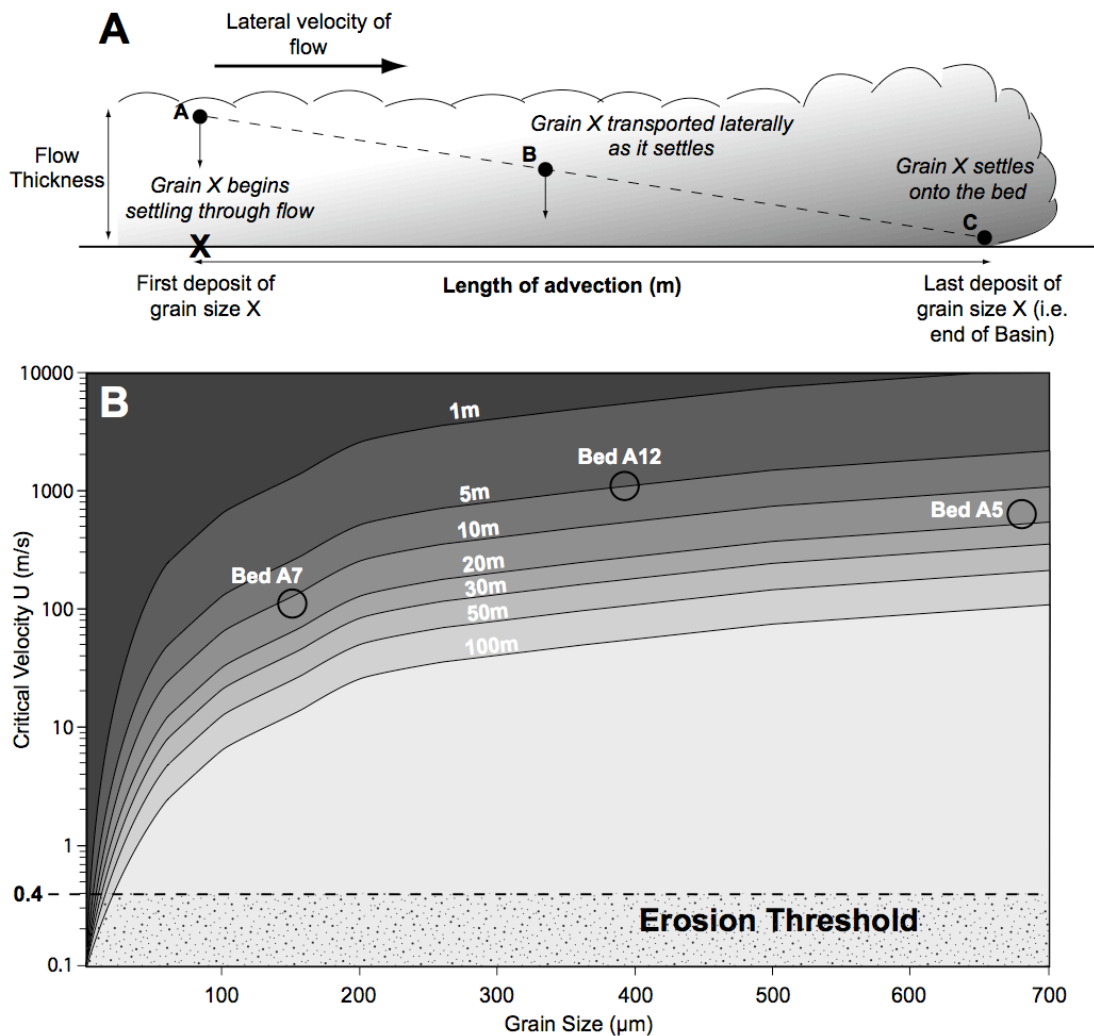 A
Lateral velocity of
flow
A
Flow
Thickness
Grain X begins
settling through flow
X
B
Grain X transported laterally
as it settles
Grain X settles
onto the bed
C
First deposit of
grain size X
Length of advection (m)
Last deposit of
grain size X (i.e.
end of Basin)
B
10000
1000
100
10
1
0.4
0.1
Critical Velocity U (m/s)
1m
5m
10m
20m
30m
50m
100m
Bed A7
Bed A12
Bed A5
Erosion Threshold
100
200
300
400
500
600
700
Grain Size (µm)